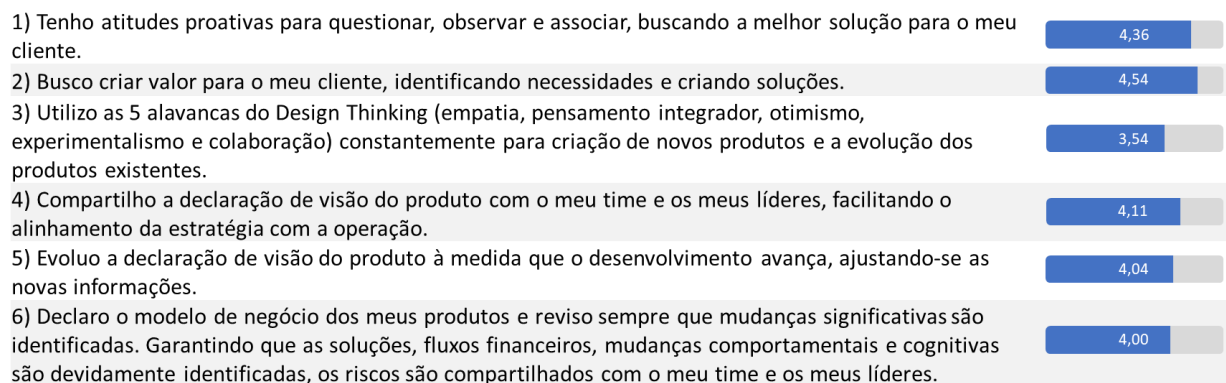 1) Tenho atitudes proativas para questionar, observar e associar, buscando a melhor solução para o meu
cliente.
4,36
2) Busco criar valor para o meu cliente, identificando necessidades e criando soluções.
4,54
3) Utilizo as 5 alavancas do Design Thinking (empatia, pensamento integrador, otimismo,
experimentalismo e colaboração) constantemente para criação de novos produtos e a evolução dos
produtos existentes.
3,54
4) Compartilho a declaração de visão do produto com o meu time e os meus líderes, facilitando o
alinhamento da estratégia com a operação.
4,11
5) Evoluo a declaração de visão do produto à medida que o desenvolvimento avança, ajustando-se as
novas informações.
4,04
6) Declaro o modelo de negócio dos meus produtos e reviso sempre que mudanças significativas são
identificadas. Garantindo que as soluções, fluxos financeiros, mudanças comportamentais e cognitivas
são devidamente identificadas, os riscos são compartilhados com o meu time e os meus líderes.
4,00